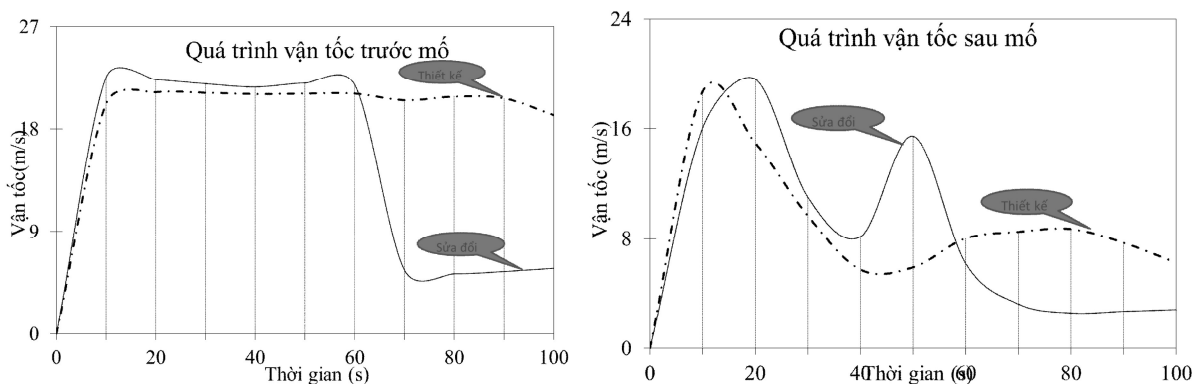 Quá trình vận tốc trước mố
Vận tốc(m/s)
27
18
9
0
Thiết kế
Sửa đổi
0 20 40 60 80 100
Thời gian (s)
Quá trình vận tốc sau mố
Vận tốc (m/s)
24
16
8
0
Sửa đổi
Thiết kế
0 20 40 60 80 100
Thời gian (s)